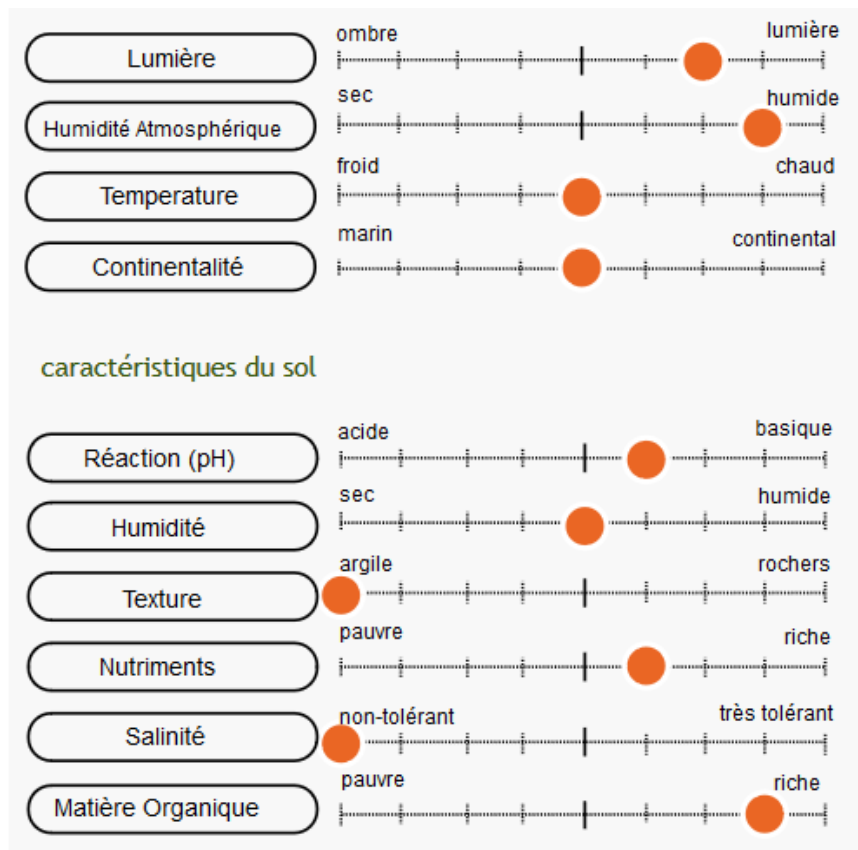 ombre lumière
Lumière
sec humide
Humidité Atmosphérique
froid chaud
Temperature
marin continental
Continentalité
caractéristiques du sol
acide basique
Réaction (pH)
sec humide
Humidité
argile rochers
Texture
pauvre riche
Nutriments
non-tolérant très tolérant
Salinité
pauvre riche
Matière Organique